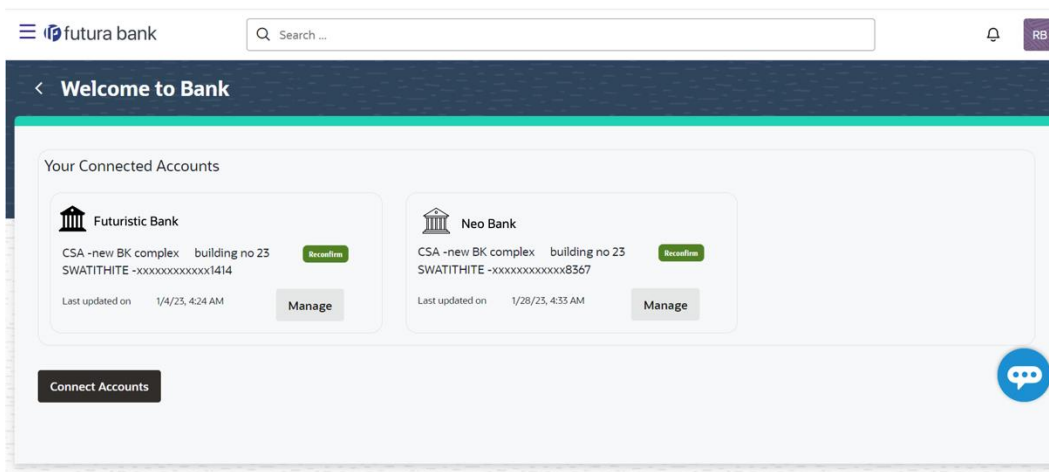 futura bank
Search ...
RB
Welcome to Bank
Your Connected Accounts
Futuristic Bank
CSA -new BK complex building no 23
Reconfirm
SWATITHITE -xxxxxxxxxxxx1414
Last updated on 1/4/23, 4:24 AM
Manage
Neo Bank
CSA -new BK complex building no 23
Reconfirm
SWATITHITE -xxxxxxxxxxxx8367
Last updated on 1/28/23, 4:33 AM
Manage
Connect Accounts